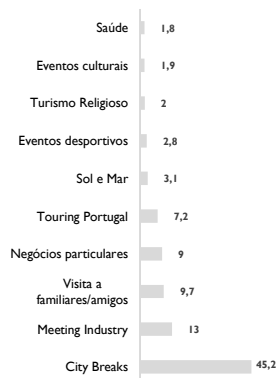 Saúde 1,8
Eventos culturais 1,9
Turismo Religioso 2
Eventos desportivos 2,8
Sol e Mar 3,1
Touring Portugal 7,2
Negócios particulares 9
Visita a
familiares/amigos 9,7
Meeting Industry 13
City Breaks 45,2